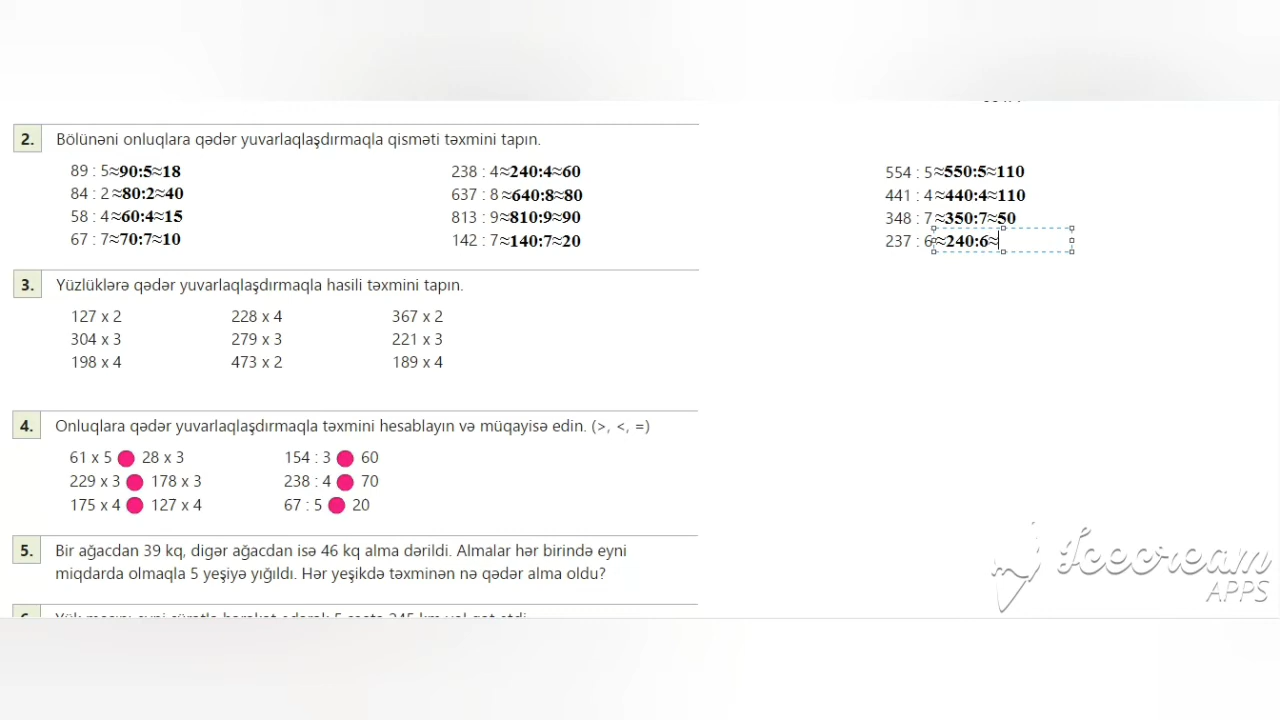 2. Bölünəni onluqlara qədər yuvarlaqlaşdırmaqla qisməti təxmini tapın.
89 : 5≈90:5≈18 238 : 4≈240:4≈60 554 : 5≈550:5≈110
84 : 2≈80:2≈40 637 : 8≈640:8≈80 441 : 4≈440:4≈110
58 : 4≈60:4≈15 813 : 9≈810:9≈90 348 : 7≈350:7≈50
67 : 7≈70:7≈10 142 : 7≈140:7≈20 237 : 6≈240:6≈
3. Yüzlüklərə qədər yuvarlaqlaşdırmaqla hasili təxmini tapın.
127 x 2 228 x 4 367 x 2
304 x 3 279 x 3 221 x 3
198 x 4 473 x 2 189 x 4
4. Onluqlara qədər yuvarlaqlaşdırmaqla təxmini hesablayın və müqayisə edin. (>, <, =)
61 x 5 28 x 3 154 : 3 60
229 x 3 178 x 3 238 : 4 70
175 x 4 127 x 4 67 : 5 20
5. Bir ağacdan 39 kq, digər ağacdan isə 46 kq alma dərildi. Almalar hər birində eyni
miqdarda olmaqla 5 yeşiyə yığıldı. Hər yeşikdə təxminən nə qədər alma oldu?
Icecream
APPS